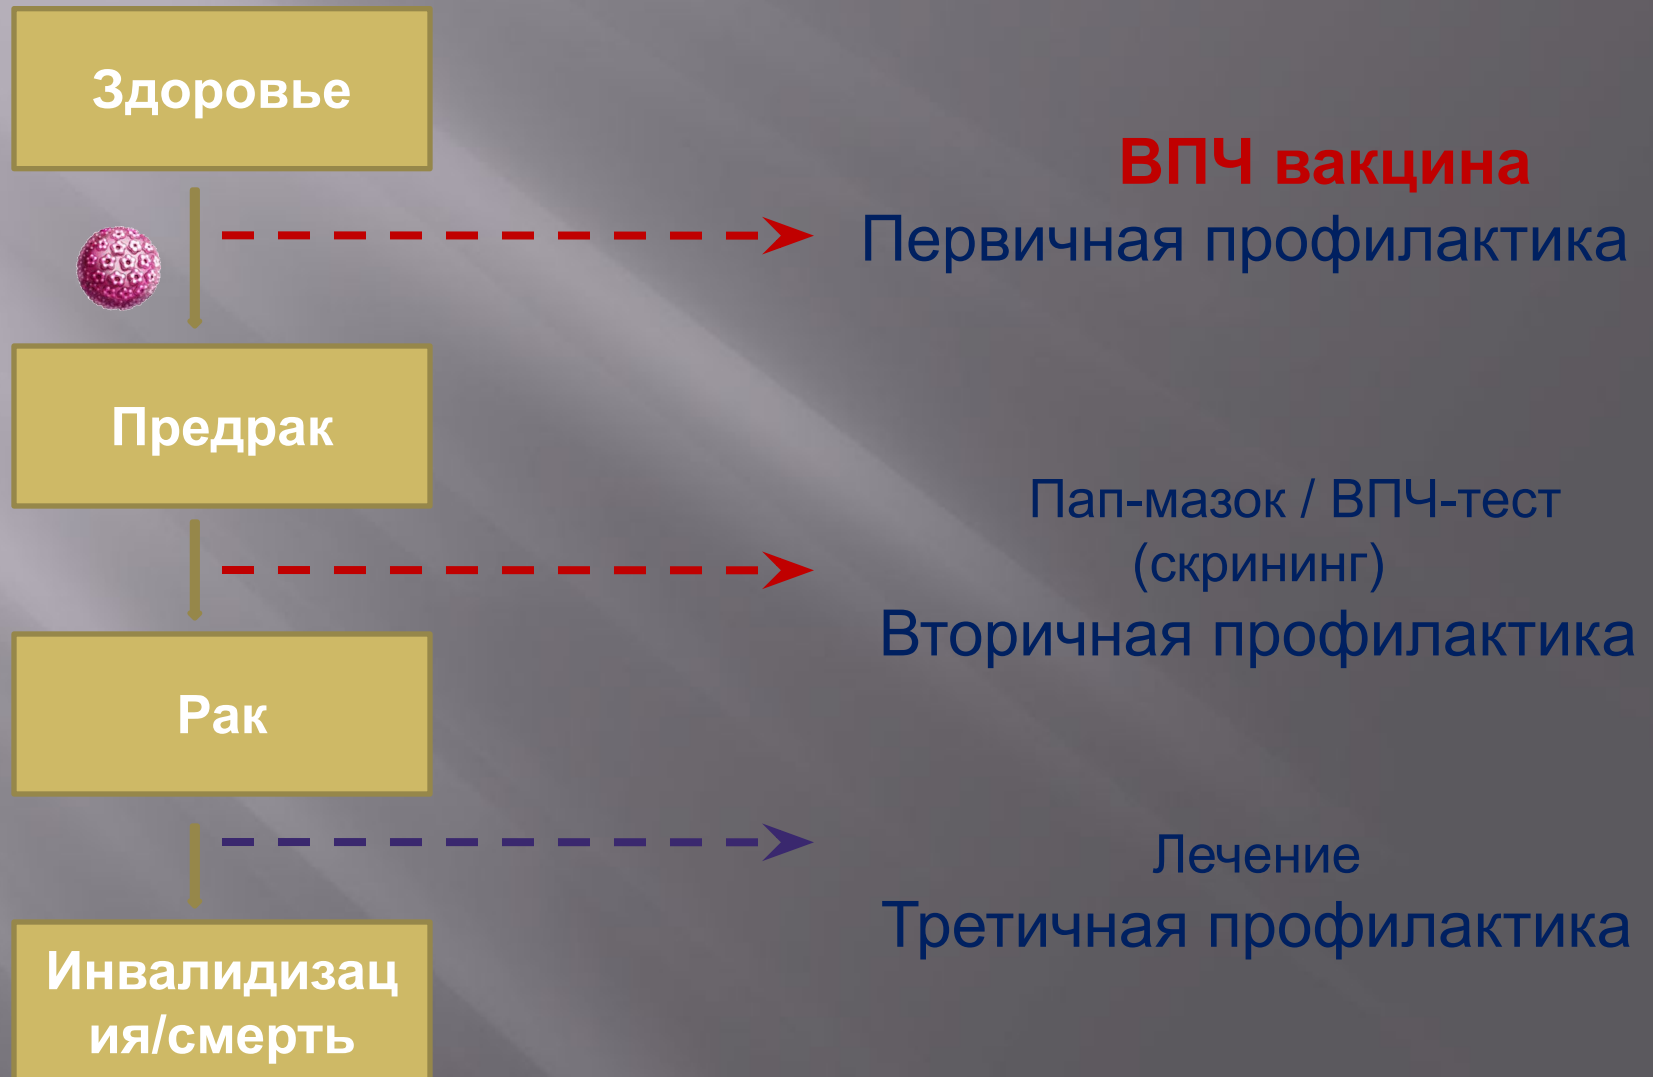 Здоровье
ВПЧ вакцина
Первичная профилактика
Предрак
Пап-мазок / ВПЧ-тест
(скрининг)
Вторичная профилактика
Рак
Лечение
Третичная профилактика
Инвалидизац
ия/смерть